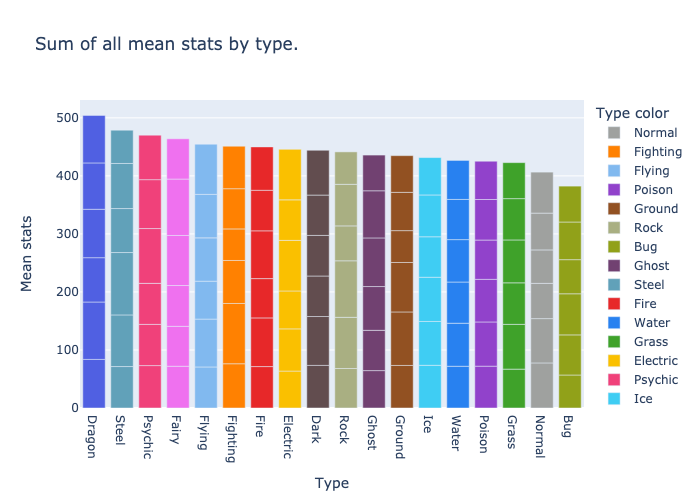 Sum of all mean stats by type.
Type color
Normal
Fighting
Flying
Poison
Ground
Rock
Bug
Ghost
Steel
Fire
Water
Grass
Electric
Psychic
Ice
Mean stats
500
400
300
200
100
0
Dragon
Steel
Psychic
Fairy
Flying
Fighting
Fire
Electric
Dark
Rock
Ghost
Ground
Ice
Water
Poison
Grass
Normal
Bug
Type